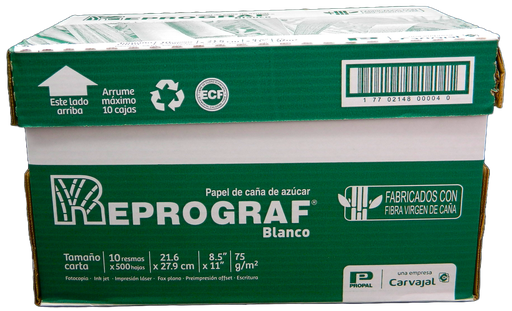 Carvajal
Este lado
arriba
Arrume
máximo
10 cajas
ECF
1 77 02148 00004 0
Papel de caña de azúcar
REPROGRAF®
Blanco
FABRICADOS CON
FIBRA VIRGEN DE CAÑA
Tamaño
carta
10 resmas
x 500 hojas
21.6
x 27.9 cm
8.5"
x 11"
75
g/m²
Fotocopia - Ink jet - Impresión láser - Fax plano - Preimpresión offset - Escritura
P
PROPAL
una empresa
Carvajal